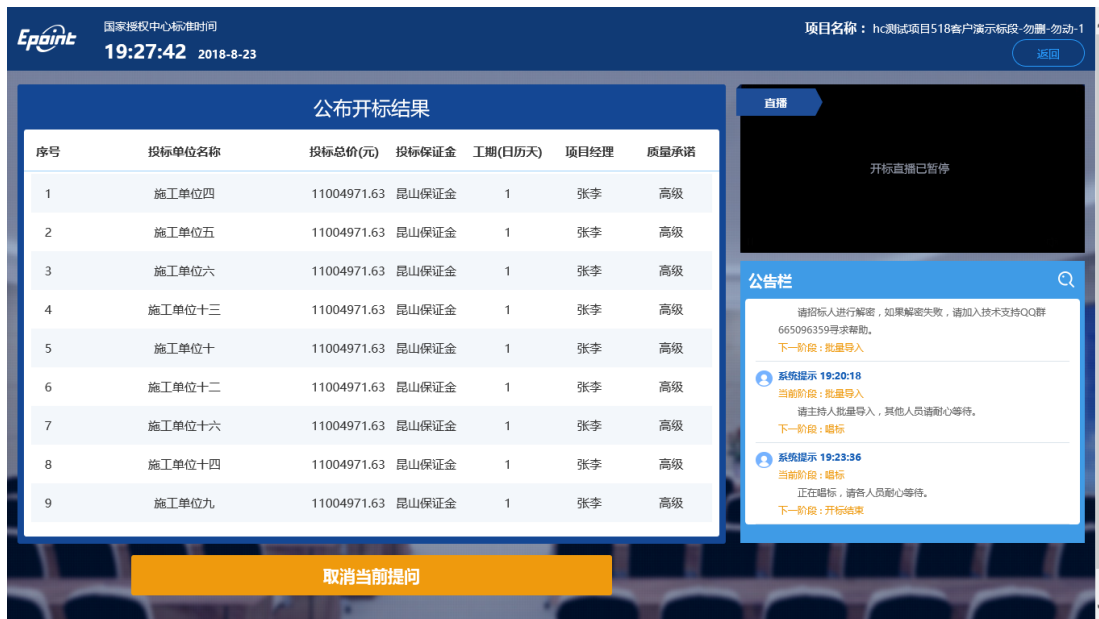 Epoint
国家授权中心标准时间
19:27:42 2018-8-23
项目名称：hc测试项目518客户演示标段-勿删-勿动-1
返回
公布开标结果
序号 投标单位名称 投标总价(元) 投标保证金 工期(日历天) 项目经理 质量承诺
1 施工单位四 11004971.63 昆山保证金 1 张李 高级
2 施工单位五 11004971.63 昆山保证金 1 张李 高级
3 施工单位六 11004971.63 昆山保证金 1 张李 高级
4 施工单位十三 11004971.63 昆山保证金 1 张李 高级
5 施工单位十 11004971.63 昆山保证金 1 张李 高级
6 施工单位十二 11004971.63 昆山保证金 1 张李 高级
7 施工单位十六 11004971.63 昆山保证金 1 张李 高级
8 施工单位十四 11004971.63 昆山保证金 1 张李 高级
9 施工单位九 11004971.63 昆山保证金 1 张李 高级
取消当前提问
直播
开标直播已暂停
公告栏
请招标人进行解密，如果解密失败，请加入技术支持QQ群
665096359寻求帮助。
下一阶段：批量导入
系统提示 19:20:18
当前阶段：批量导入
请主持人批量导入，其他人员请耐心等待。
下一阶段：唱标
系统提示 19:23:36
当前阶段：唱标
正在唱标，请各人员耐心等待。
下一阶段：开标结束